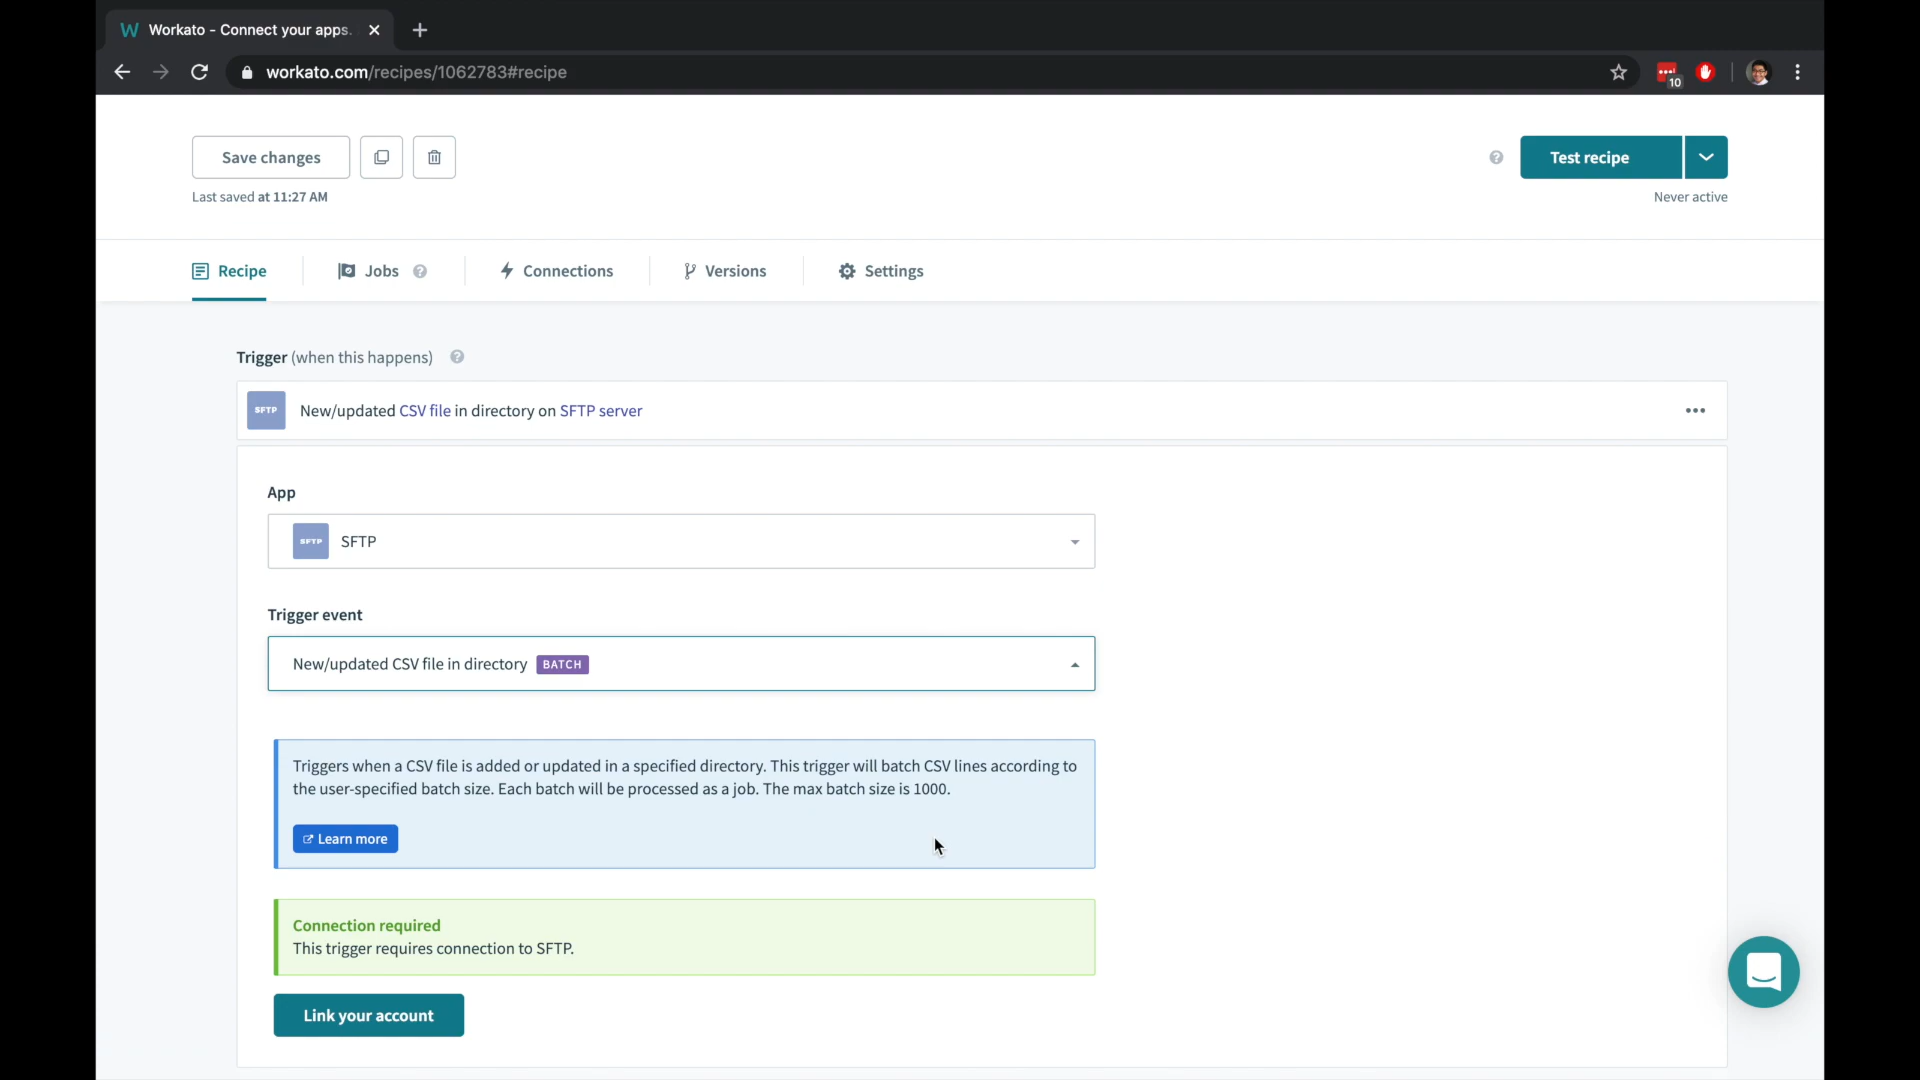 Workato - Connect your apps.
workato.com/recipes/1062783#recipe
10
Save changes
Test recipe
Last saved at 11:27 AM
Never active
Recipe
Jobs
Connections
Versions
Settings
Trigger (when this happens)
SFTP
New/updated CSV file in directory on SFTP server
App
SFTP
SFTP
Trigger event
New/updated CSV file in directory BATCH
Triggers when a CSV file is added or updated in a specified directory. This trigger will batch CSV lines according to
the user-specified batch size. Each batch will be processed as a job. The max batch size is 1000.
Learn more
Connection required
This trigger requires connection to SFTP.
Link your account